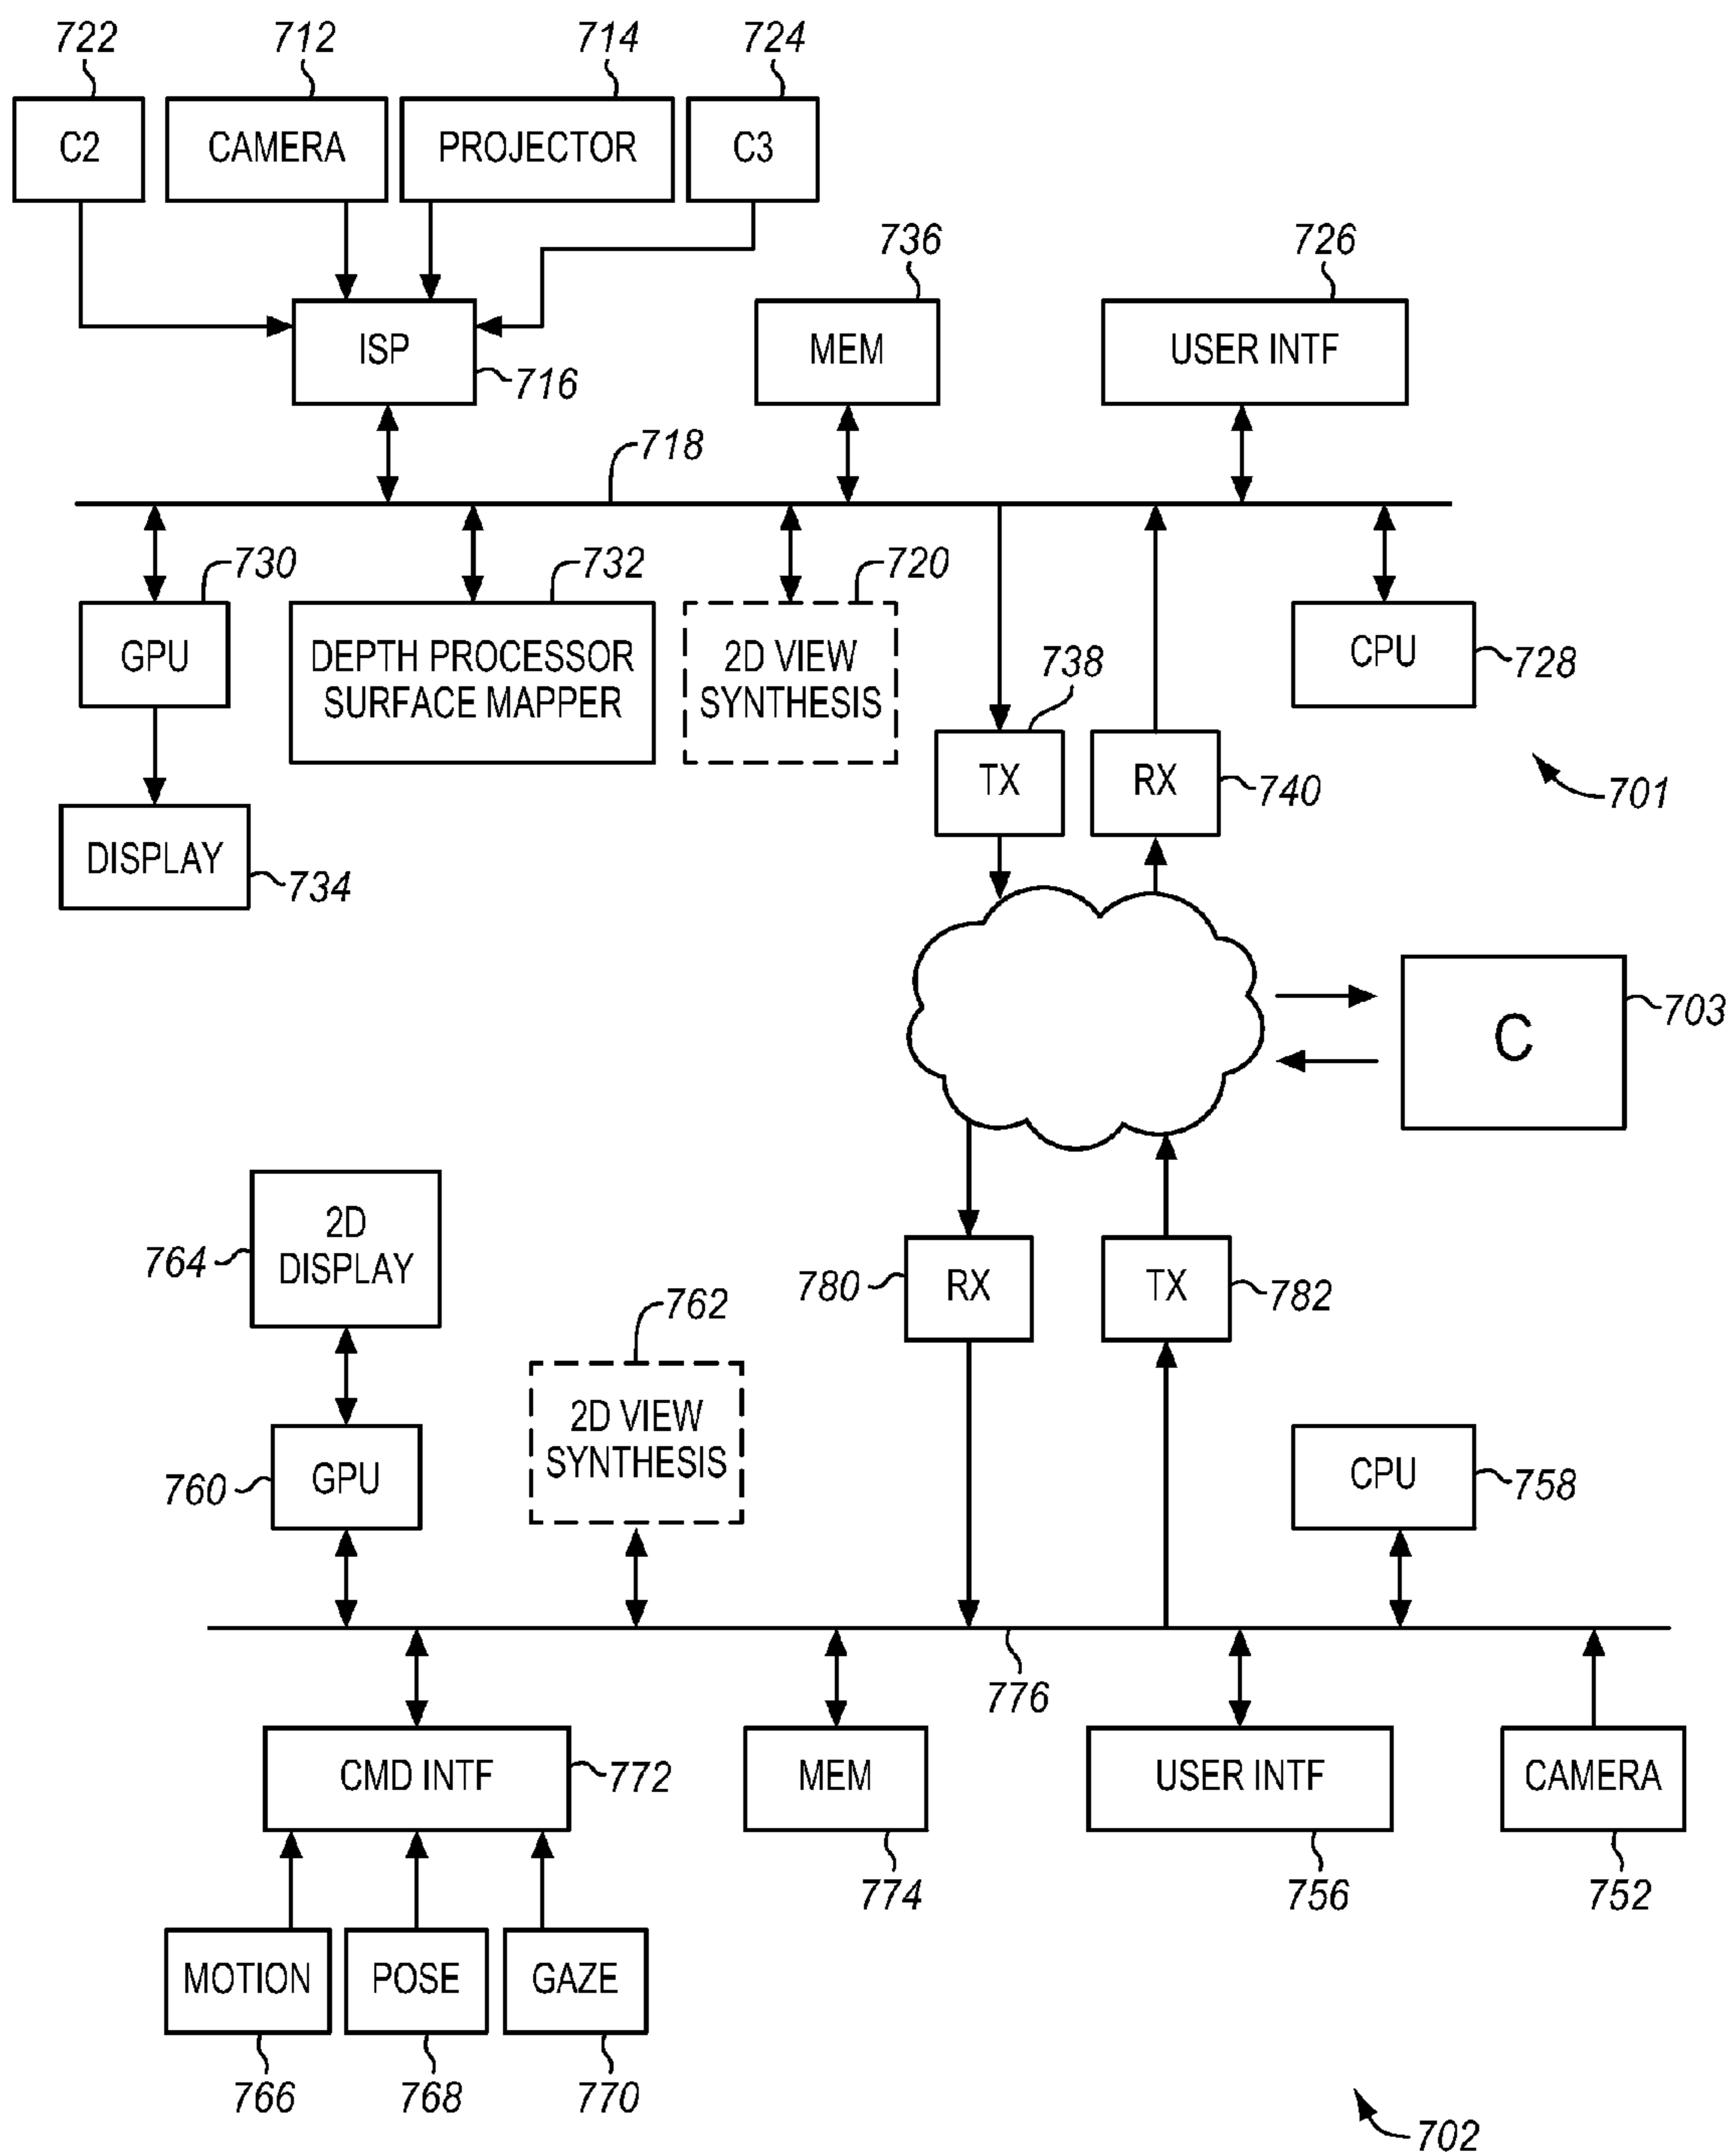 722
712
714
724
C2
CAMERA
PROJECTOR
C3
736
726
ISP
716
MEM
USER INTF
718
730
732
720
GPU
DEPTH PROCESSOR
SURFACE MAPPER
2D VIEW
SYNTHESIS
738
CPU
728
TX
RX
740
701
DISPLAY
734
C
703
2D
DISPLAY
764
762
780
RX
TX
782
2D VIEW
SYNTHESIS
760
GPU
CPU
758
776
CMD INTF
772
MEM
USER INTF
CAMERA
774
756
752
MOTION
POSE
GAZE
766
768
770
702